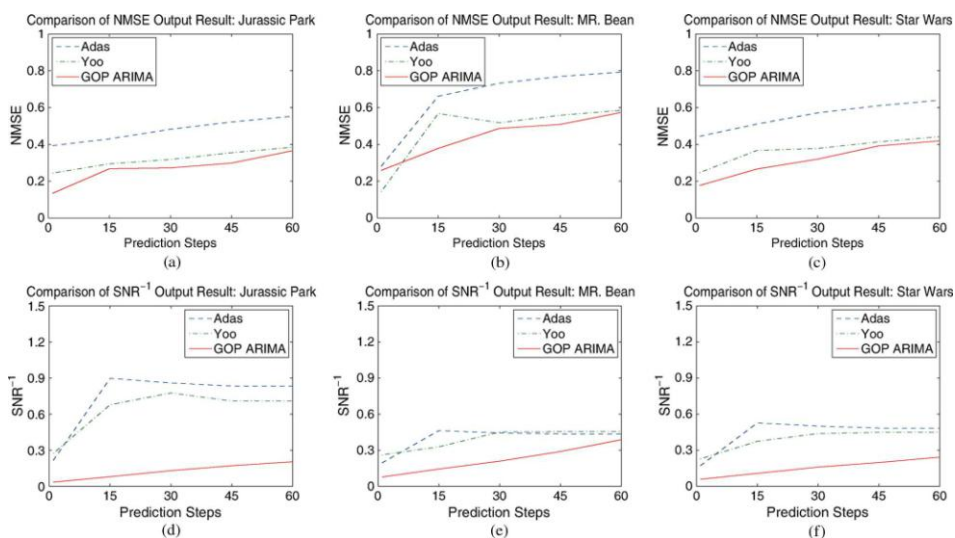 Comparison of NMSE Output Result: Jurassic Park
1
0.8
0.6
0.4
0.2
0
NMSE
Adas
Yoo
GOP ARIMA
0 15 30 45 60
Prediction Steps
(a)
Comparison of NMSE Output Result: MR. Bean
1
0.8
0.6
0.4
0.2
0
NMSE
Adas
Yoo
GOP ARIMA
0 15 30 45 60
Prediction Steps
(b)
Comparison of NMSE Output Result: Star Wars
1
0.8
0.6
0.4
0.2
0
NMSE
Adas
Yoo
GOP ARIMA
0 15 30 45 60
Prediction Steps
(c)
Comparison of SNR⁻¹ Output Result: Jurassic Park
1.5
1.2
0.9
0.6
0.3
0
SNR⁻¹
Adas
Yoo
GOP ARIMA
0 15 30 45 60
Prediction Steps
(d)
Comparison of SNR⁻¹ Output Result: MR. Bean
1.5
1.2
0.9
0.6
0.3
0
SNR⁻¹
Adas
Yoo
GOP ARIMA
0 15 30 45 60
Prediction Steps
(e)
Comparison of SNR⁻¹ Output Result: Star Wars
1.5
1.2
0.9
0.6
0.3
0
SNR⁻¹
Adas
Yoo
GOP ARIMA
0 15 30 45 60
Prediction Steps
(f)